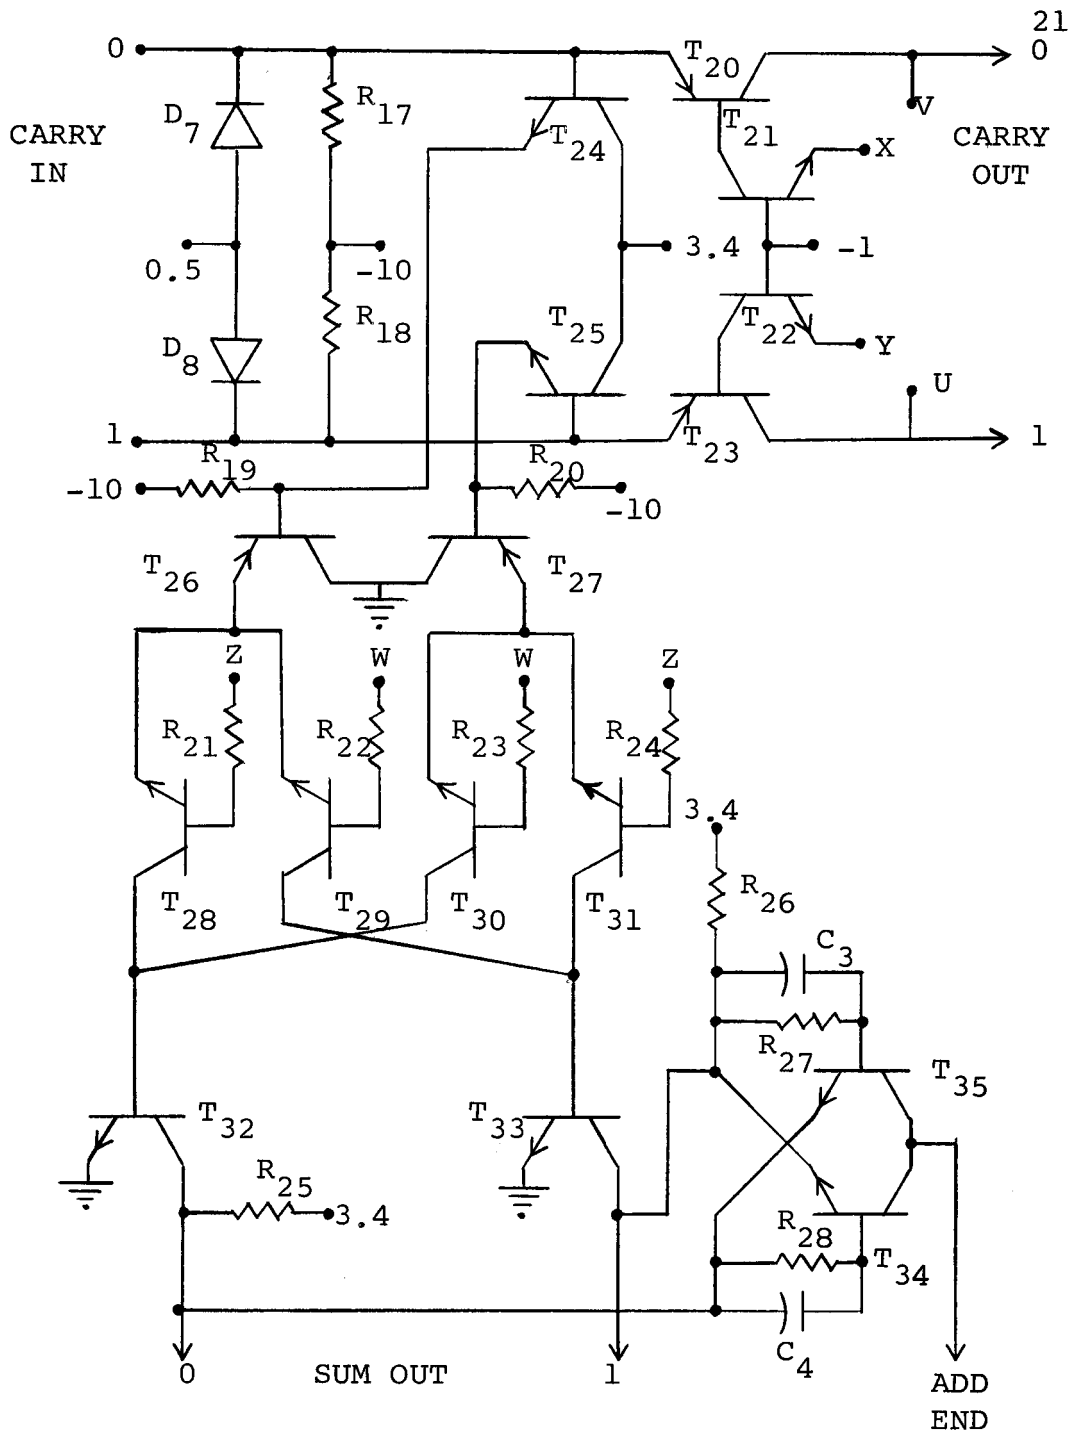 21
0
T20
0
D7
R17
T24
T21
V
CARRY
IN
X
CARRY
OUT
0.5
-10
3.4
-1
R18
T25
T22
D8
Y
U
1
R19
R20
T23
1
-10
-10
T26
T27
Z
W
W
Z
R21
R22
R23
R24
3.4
R26
T28
T29
T30
T31
C3
R27
T35
T32
T33
R25
3.4
R28
T34
C4
0
SUM OUT
1
ADD
END